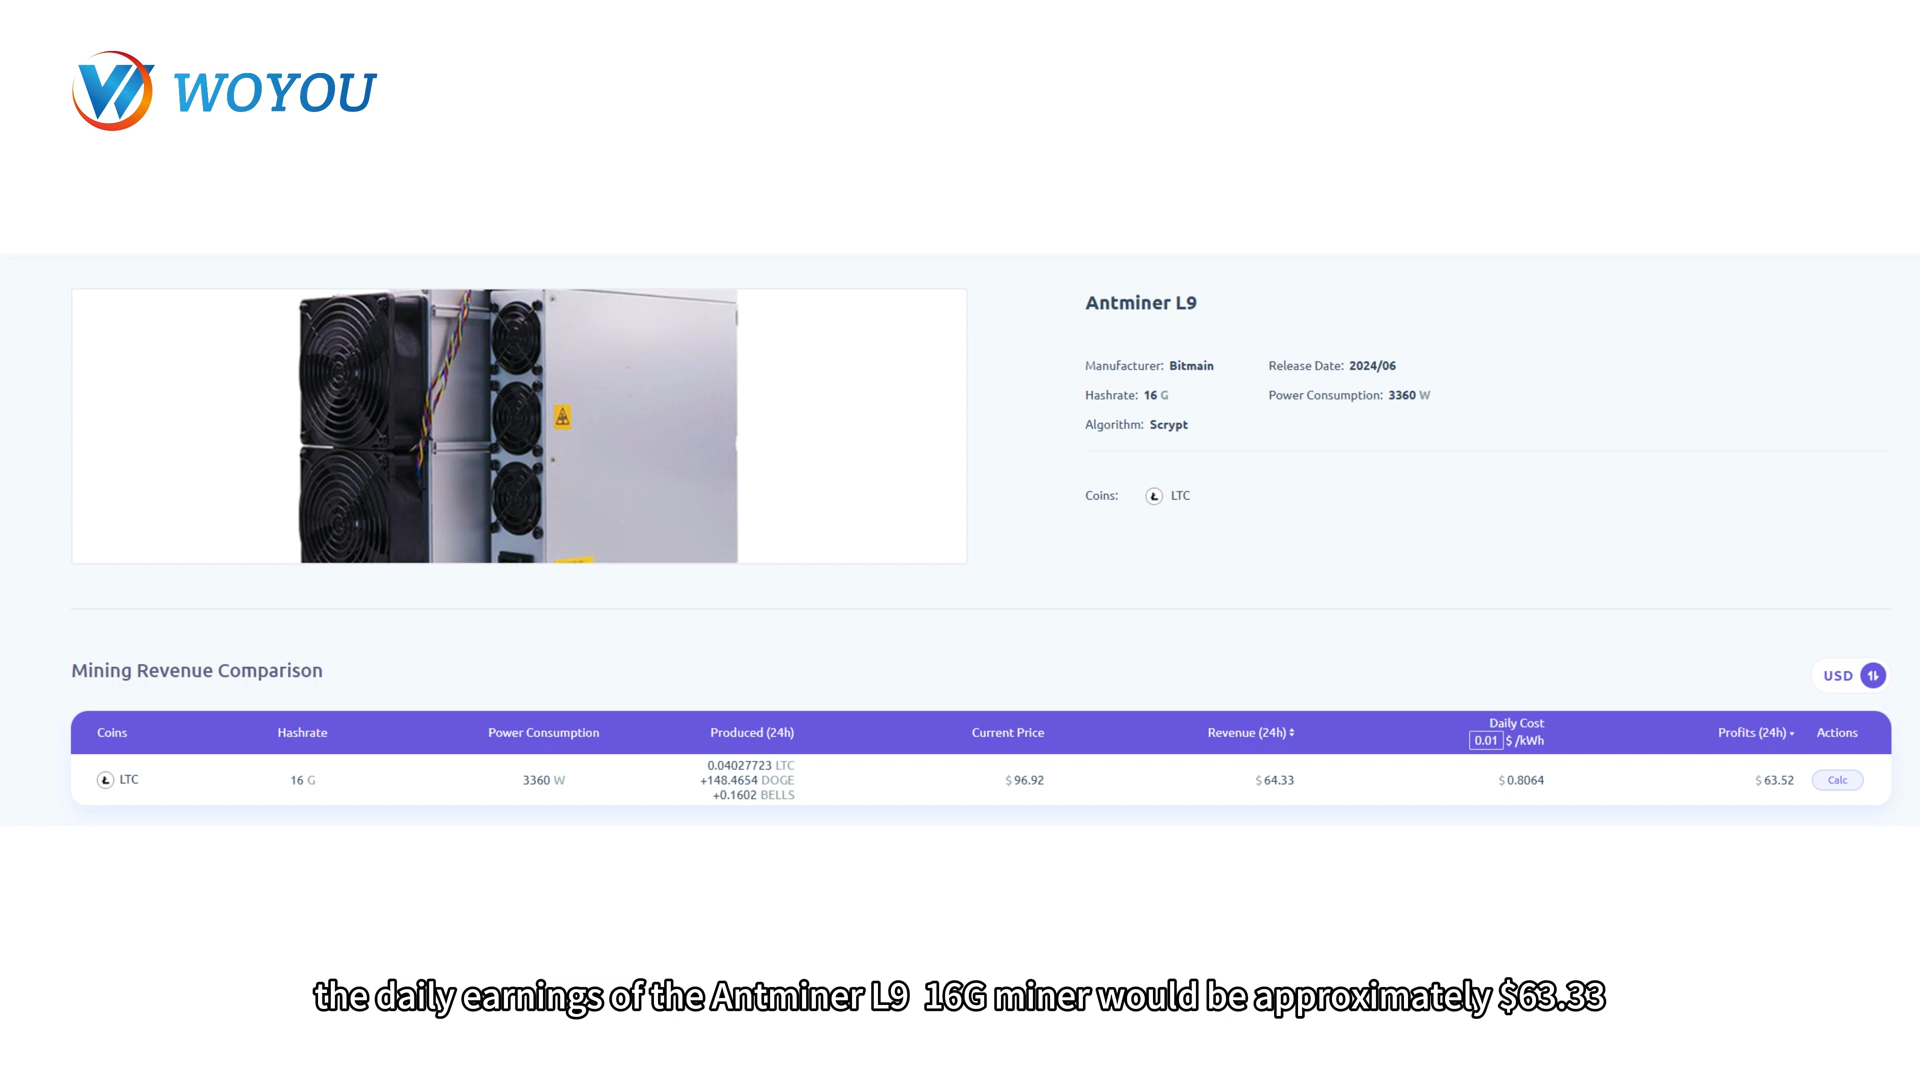 WOYOU
Antminer L9
Manufacturer: Bitmain
Release Date: 2024/06
Hashrate: 16 G
Power Consumption: 3360 W
Algorithm: Scrypt
Coins: LTC
Mining Revenue Comparison
USD
Coins Hashrate Power Consumption Produced (24h) Current Price Revenue (24h) Daily Cost 0.01 $ /kWh Profits (24h) Actions
LTC 16 G 3360 W 0.04027723 LTC
+148.4654 DOGE
+0.1602 BELLS
$ 96.92 $ 64.33 $ 0.8064 $ 63.52 Calc
the daily earnings of the Antminer L9 16G miner would be approximately $63.33